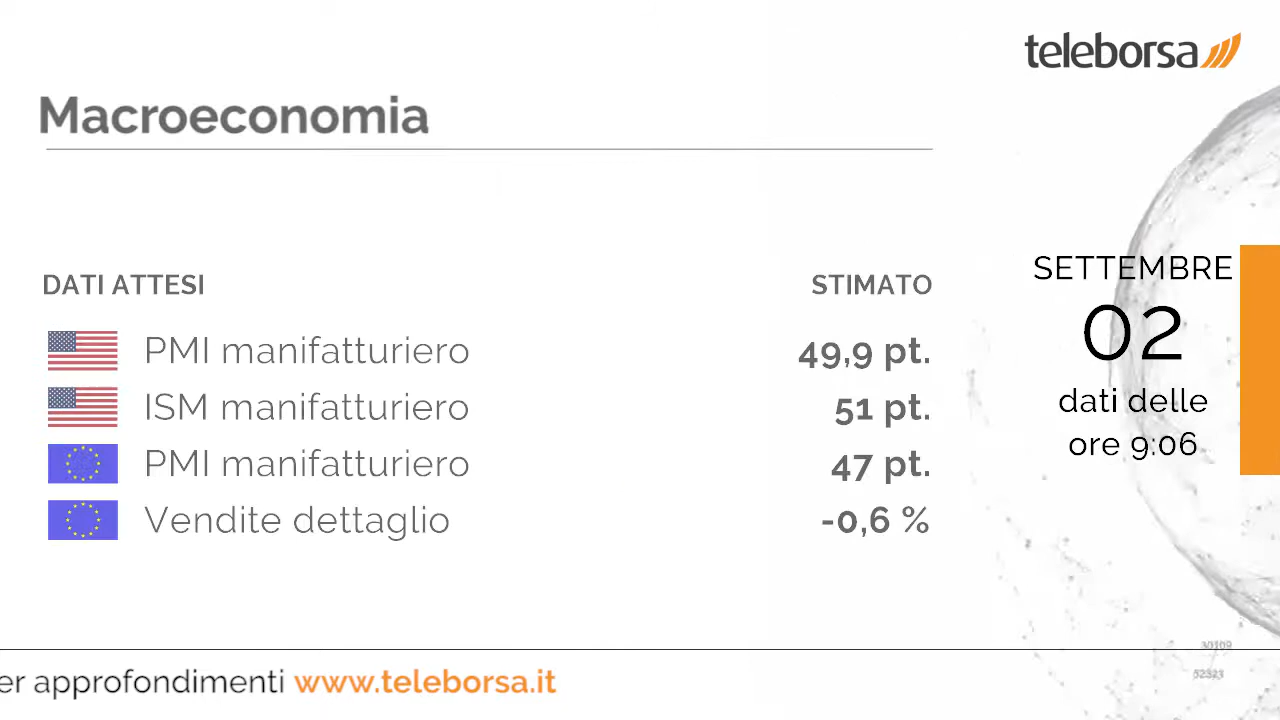 teleborsa
Macroeconomia
DATI ATTESI STIMATO
PMI manifatturiero 49,9 pt.
ISM manifatturiero 51 pt.
PMI manifatturiero 47 pt.
Vendite dettaglio -0,6 %
SETTEMBRE
02
dati delle
ore 9:06
er approfondimenti www.teleborsa.it